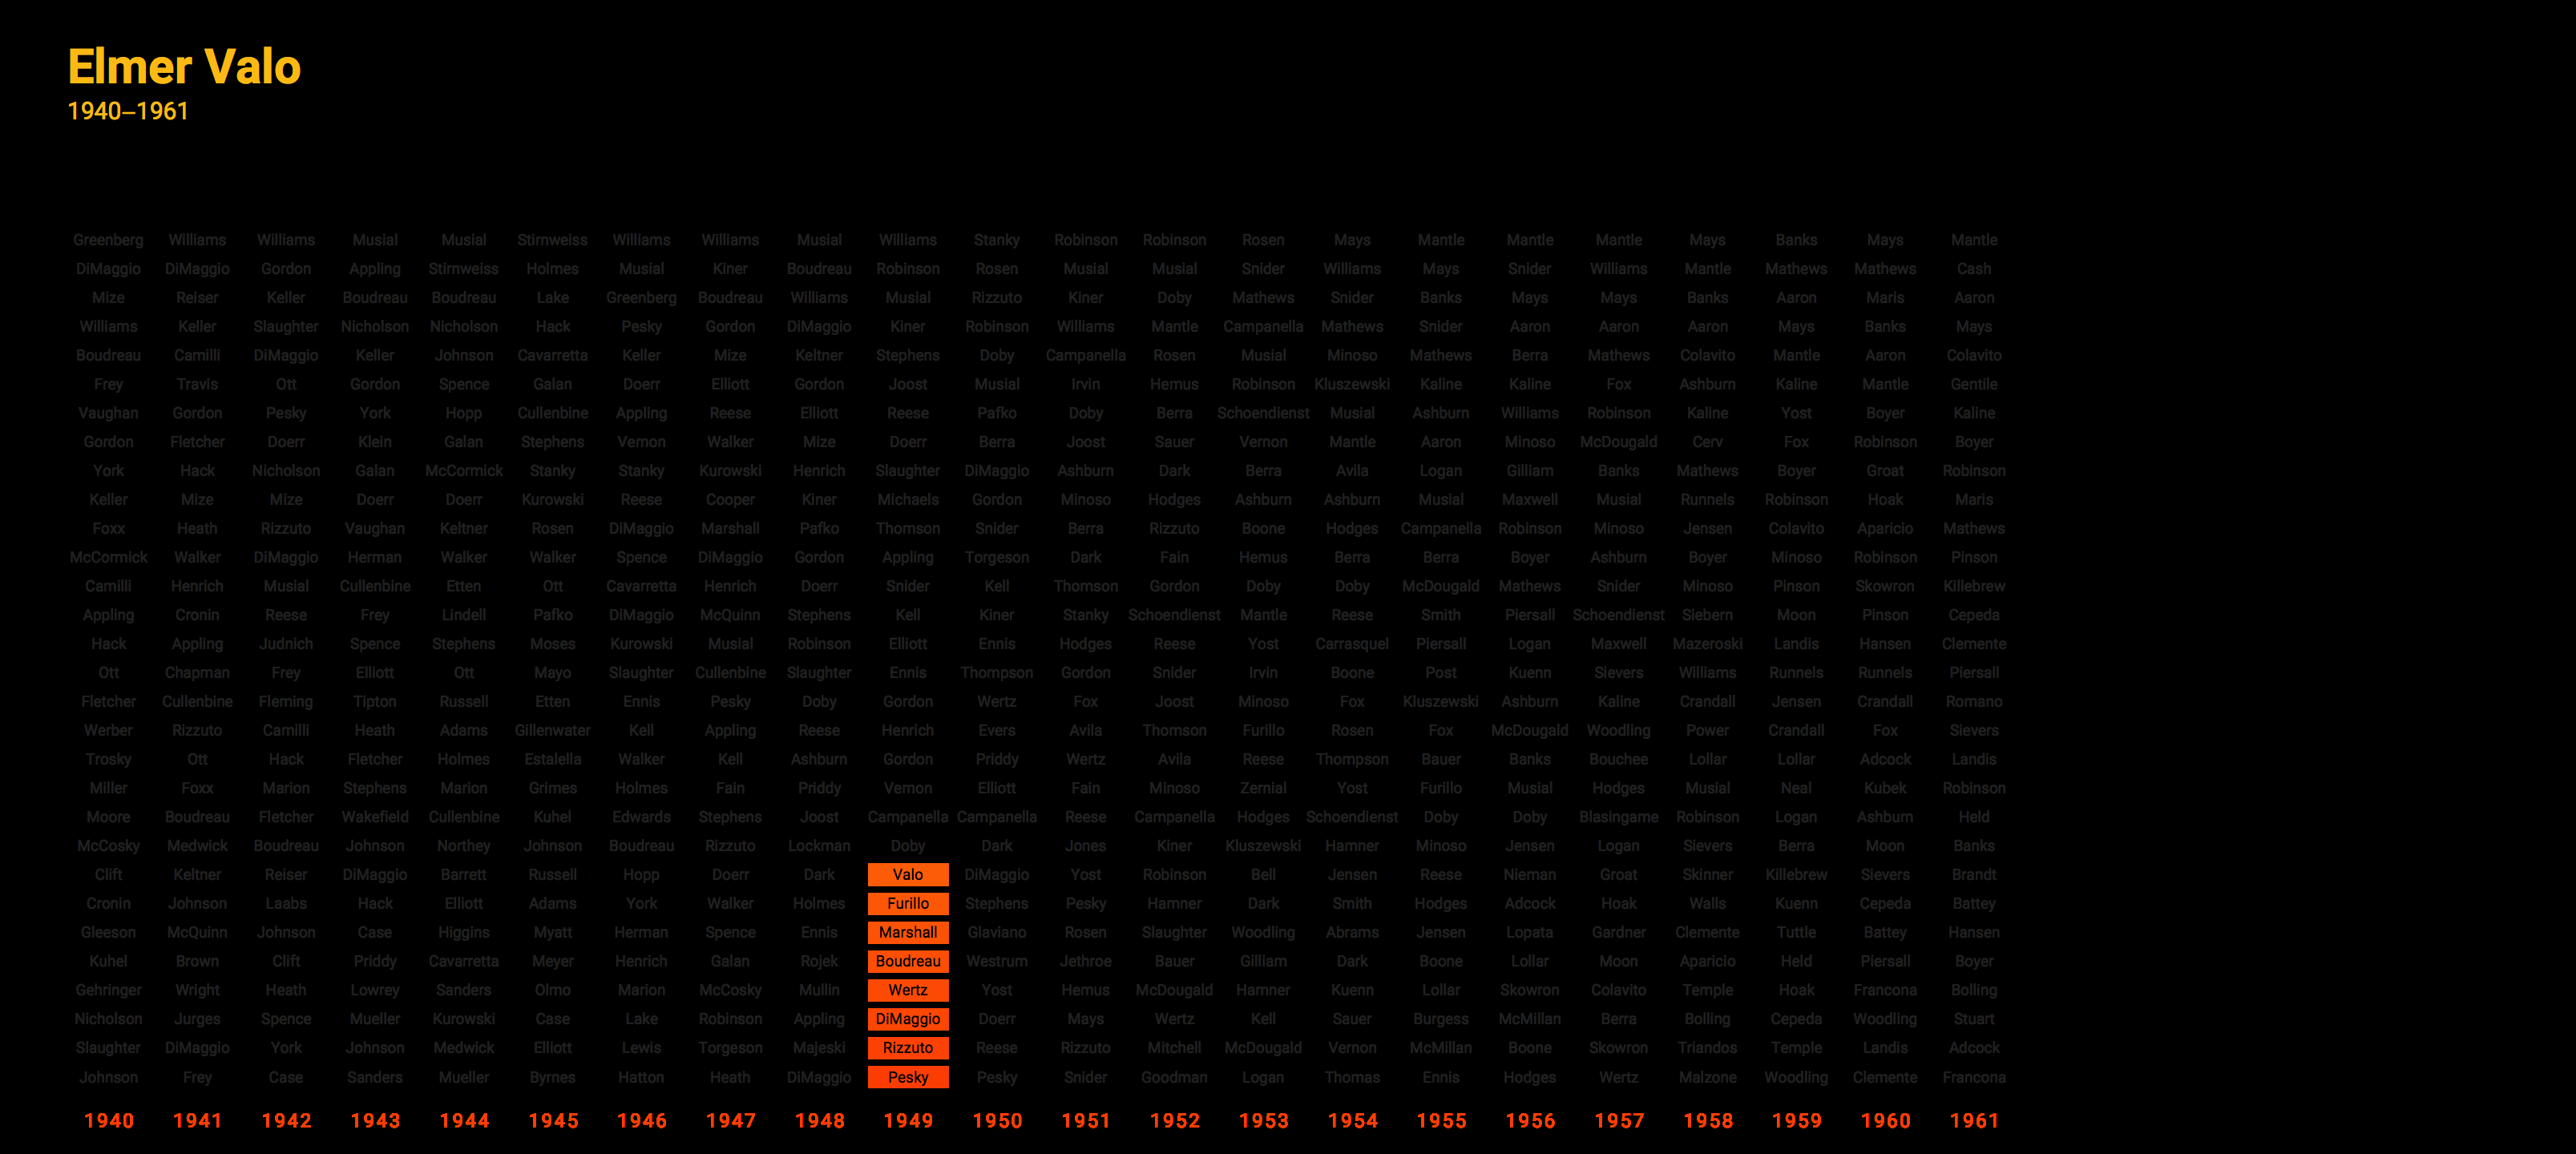 Elmer Valo
1940–1961
Greenberg Williams Williams Musial Musial Stirnweiss Williams Williams Musial Williams Stanky Robinson Robinson Rosen Mays Mantle Mantle Mantle Mays Banks Mays Mantle
DiMaggio DiMaggio Gordon Appling Stirnweiss Holmes Musial Kiner Boudreau Robinson Rosen Musial Musial Snider Williams Mays Snider Williams Mantle Mathews Mathews Cash
Mize Reiser Keller Boudreau Boudreau Lake Greenberg Boudreau Williams Musial Rizzuto Kiner Doby Mathews Snider Banks Mays Mays Banks Aaron Maris Aaron
Williams Keller Slaughter Nicholson Nicholson Hack Pesky Gordon DiMaggio Kiner Robinson Williams Mantle Campanella Mathews Snider Aaron Aaron Aaron Mays Banks Mays
Boudreau Camilli DiMaggio Keller Johnson Cavarretta Keller Mize Keltner Stephens Doby Campanella Rosen Musial Minoso Mathews Berra Mathews Colavito Mantle Aaron Colavito
Frey Travis Ott Gordon Spence Galan Doerr Elliott Gordon Joost Musial Irvin Hemus Robinson Kluszewski Kaline Kaline Fox Ashburn Kaline Mantle Gentile
Vaughan Gordon Pesky York Hopp Cullenbine Appling Reese Elliott Reese Pafko Doby Berra Schoendienst Musial Ashburn Williams Robinson Kaline Yost Boyer Kaline
Gordon Fletcher Doerr Klein Galan Stephens Vernon Walker Mize Doerr Berra Joost Sauer Vernon Mantle Aaron Minoso McDougald Cerv Fox Robinson Boyer
York Hack Nicholson Galan McCormick Stanky Stanky Kurowski Henrich Slaughter DiMaggio Ashburn Dark Berra Avila Logan Gilliam Banks Mathews Boyer Groat Robinson
Keller Mize Mize Doerr Doerr Kurowski Reese Cooper Kiner Michaels Gordon Minoso Hodges Ashburn Ashburn Musial Maxwell Musial Runnels Robinson Hoak Maris
Foxx Heath Rizzuto Vaughan Keltner Rosen DiMaggio Marshall Pafko Thomson Snider Berra Rizzuto Boone Hodges Campanella Robinson Minoso Jensen Colavito Aparicio Mathews
McCormick Walker DiMaggio Herman Walker Walker Spence DiMaggio Gordon Appling Torgeson Dark Fain Hemus Berra Berra Boyer Ashburn Boyer Minoso Robinson Pinson
Camilli Henrich Musial Cullenbine Etten Ott Cavarretta Henrich Doerr Snider Kell Thomson Gordon Doby Doby McDougald Mathews Snider Minoso Pinson Skowron Killebrew
Appling Cronin Reese Frey Lindell Pafko DiMaggio McQuinn Stephens Kell Kiner Stanky Schoendienst Mantle Reese Smith Piersall Schoendienst Siebern Moon Pinson Cepeda
Hack Appling Judnich Spence Stephens Moses Kurowski Musial Robinson Elliott Ennis Hodges Reese Yost Carrasquel Piersall Logan Maxwell Mazeroski Landis Hansen Clemente
Ott Chapman Frey Elliott Ott Mayo Slaughter Cullenbine Slaughter Ennis Thompson Gordon Snider Irvin Boone Post Kuenn Sievers Williams Runnels Runnels Piersall
Fletcher Cullenbine Fleming Tipton Russell Etten Ennis Pesky Doby Gordon Wertz Fox Joost Minoso Fox Kluszewski Ashburn Kaline Crandall Jensen Crandall Romano
Werber Rizzuto Camilli Heath Adams Gillenwater Kell Appling Reese Henrich Evers Avila Thomson Furillo Rosen Fox McDougald Woodling Power Crandall Fox Sievers
Trosky Ott Hack Fletcher Holmes Estalella Walker Kell Ashburn Gordon Priddy Wertz Avila Reese Thompson Bauer Banks Bouchee Lollar Lollar Adcock Landis
Miller Foxx Marion Stephens Marion Grimes Holmes Fain Priddy Vernon Elliott Fain Minoso Zernial Yost Furillo Musial Hodges Musial Neal Kubek Robinson
Moore Boudreau Fletcher Wakefield Cullenbine Kuhel Edwards Stephens Joost Campanella Campanella Reese Campanella Hodges Schoendienst Doby Doby Blasingame Robinson Logan Ashburn Held
McCosky Medwick Boudreau Johnson Northey Johnson Boudreau Rizzuto Lockman Doby Dark Jones Kiner Kluszewski Hamner Minoso Jensen Logan Sievers Berra Moon Banks
Clift Keltner Reiser DiMaggio Barrett Russell Hopp Doerr Dark Valo DiMaggio Yost Robinson Bell Jensen Reese Nieman Groat Skinner Killebrew Sievers Brandt
Cronin Johnson Laabs Hack Elliott Adams York Walker Holmes Furillo Stephens Pesky Hamner Dark Smith Hodges Adcock Hoak Walls Kuenn Cepeda Battey
Gleeson McQuinn Johnson Case Higgins Myatt Herman Spence Ennis Marshall Glaviano Rosen Slaughter Woodling Abrams Jensen Lopata Gardner Clemente Tuttle Battey Hansen
Kuhel Brown Clift Priddy Cavarretta Meyer Henrich Galan Rojek Boudreau Westrum Jethroe Bauer Gilliam Dark Boone Lollar Moon Aparicio Held Piersall Boyer
Gehringer Wright Heath Lowrey Sanders Olmo Marion McCosky Mullin Wertz Yost Hemus McDougald Hamner Kuenn Lollar Skowron Colavito Temple Hoak Francona Bolling
Nicholson Jurges Spence Mueller Kurowski Case Lake Robinson Appling DiMaggio Doerr Mays Wertz Kell Sauer Burgess McMillan Berra Bolling Cepeda Woodling Stuart
Slaughter DiMaggio York Johnson Medwick Elliott Lewis Torgeson Majeski Rizzuto Reese Rizzuto Mitchell McDougald Vernon McMillan Boone Skowron Triandos Temple Landis Adcock
Johnson Frey Case Sanders Mueller Byrnes Hatton Heath DiMaggio Pesky Pesky Snider Goodman Logan Thomas Ennis Hodges Wertz Malzone Woodling Clemente Francona
1940 1941 1942 1943 1944 1945 1946 1947 1948 1949 1950 1951 1952 1953 1954 1955 1956 1957 1958 1959 1960 1961